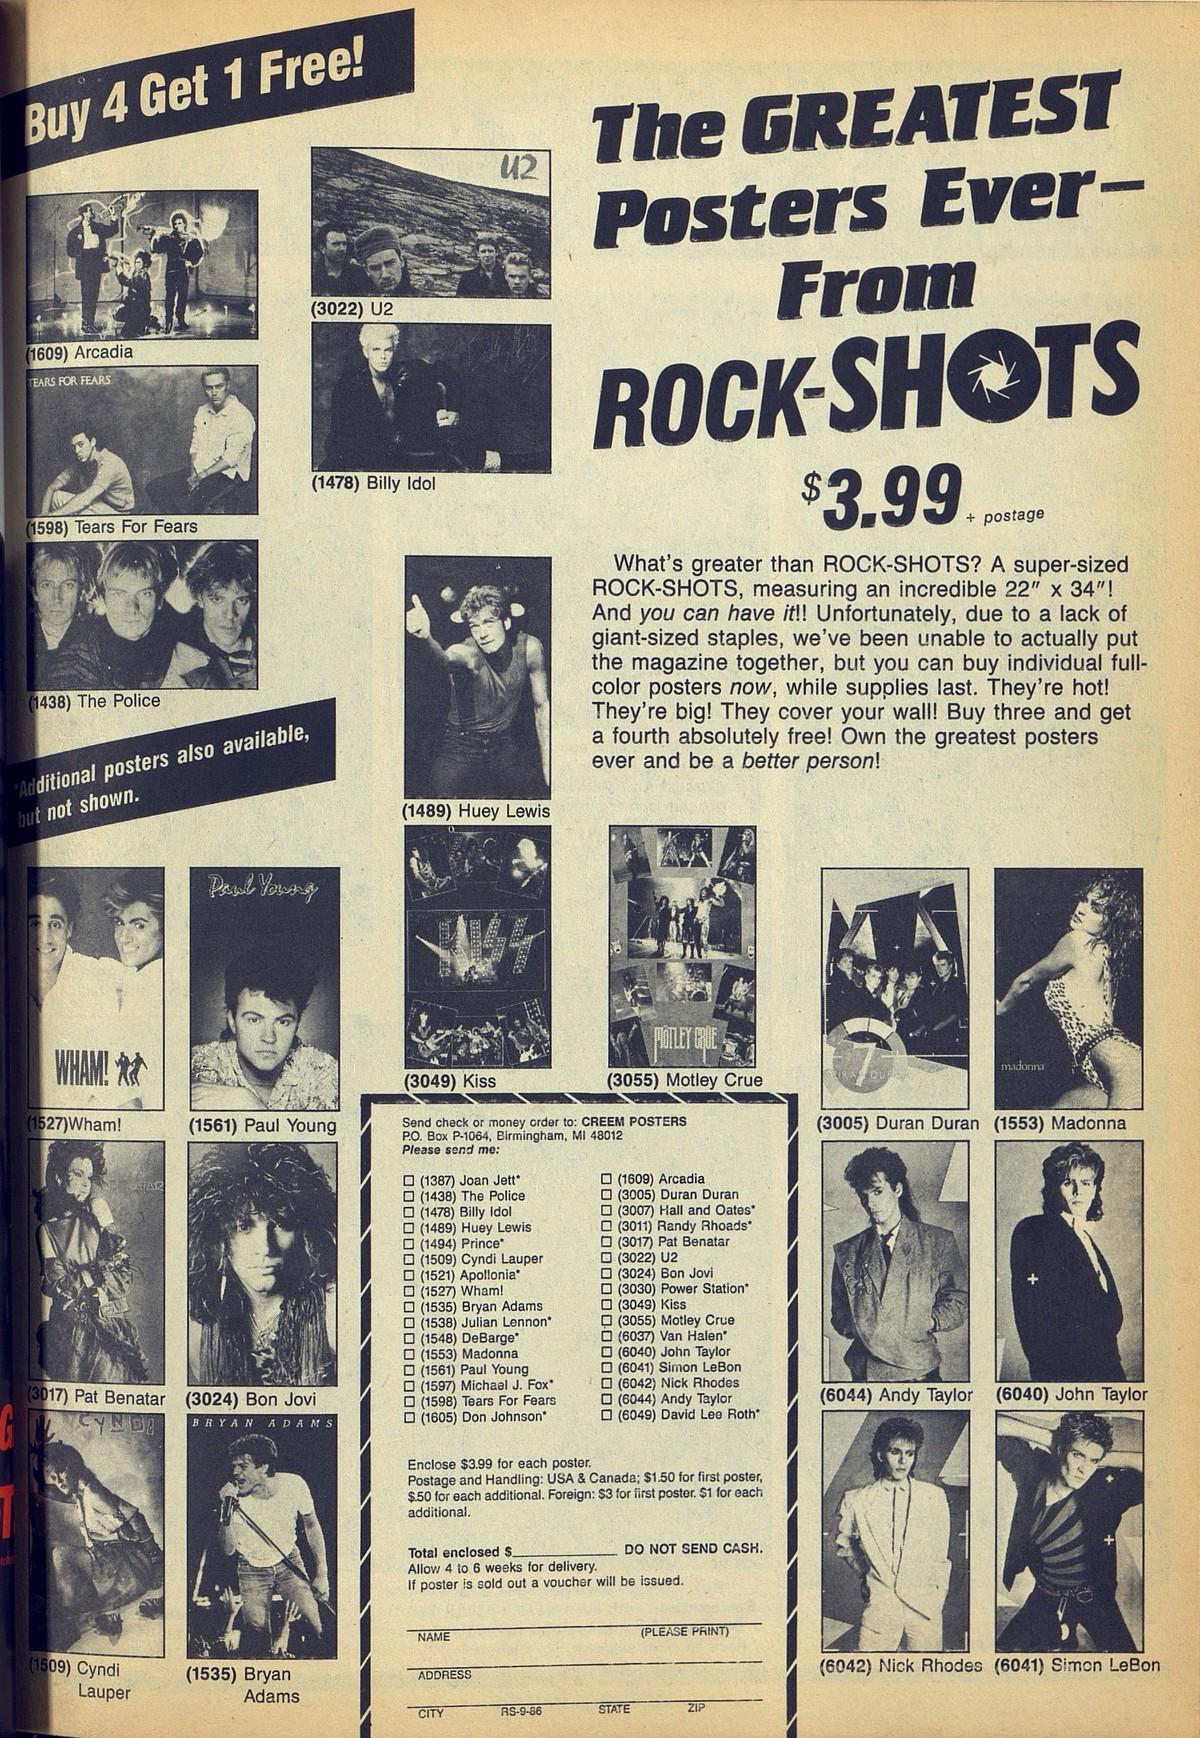 Buy 4 Get 1 Free!
The GREATEST
Posters Ever—
From
ROCK-SHOTS
$3.99 + postage
What's greater than ROCK-SHOTS? A super-sized
ROCK-SHOTS, measuring an incredible 22" x 34"!
And you can have it!! Unfortunately, due to a lack of
giant-sized staples, we've been unable to actually put
the magazine together, but you can buy individual full-
color posters now, while supplies last. They're hot!
They're big! They cover your wall! Buy three and get
a fourth absolutely free! Own the greatest posters
ever and be a better person!
(1609) Arcadia
TEARS FOR FEARS
(1598) Tears For Fears
(1438) The Police
U2
(3022) U2
(1478) Billy Idol
(1489) Huey Lewis
*Additional posters also available,
but not shown.
WHAM!
(1527)Wham!
Paul Young
(1561) Paul Young
KISS
(3049) Kiss
MÖTLEY CRÜE
(3055) Motley Crue
7
(3005) Duran Duran
madonna
(1553) Madonna
(3017) Pat Benatar
(3024) Bon Jovi
CYNDI
(1509) Cyndi
Lauper
BRYAN ADAMS
(1535) Bryan
Adams
Send check or money order to: CREEM POSTERS
P.O. Box P-1064, Birmingham, MI 48012
Please send me:
(1387) Joan Jett*
(1438) The Police
(1478) Billy Idol
(1489) Huey Lewis
(1494) Prince*
(1509) Cyndi Lauper
(1521) Apollonia*
(1527) Wham!
(1535) Bryan Adams
(1538) Julian Lennon*
(1548) DeBarge*
(1553) Madonna
(1561) Paul Young
(1597) Michael J. Fox*
(1598) Tears For Fears
(1605) Don Johnson*
(1609) Arcadia
(3005) Duran Duran
(3007) Hall and Oates*
(3011) Randy Rhoads*
(3017) Pat Benatar
(3022) U2
(3024) Bon Jovi
(3030) Power Station*
(3049) Kiss
(3055) Motley Crue
(6037) Van Halen*
(6040) John Taylor
(6041) Simon LeBon
(6042) Nick Rhodes
(6044) Andy Taylor
(6049) David Lee Roth*
Enclose $3.99 for each poster.
Postage and Handling: USA & Canada; $1.50 for first poster,
$.50 for each additional. Foreign: $3 for first poster. $1 for each
additional.
Total enclosed $____________ DO NOT SEND CASH.
Allow 4 to 6 weeks for delivery.
If poster is sold out a voucher will be issued.
NAME (PLEASE PRINT)
ADDRESS
CITY RS-9-86 STATE ZIP
(6044) Andy Taylor
(6040) John Taylor
(6042) Nick Rhodes
(6041) Simon LeBon